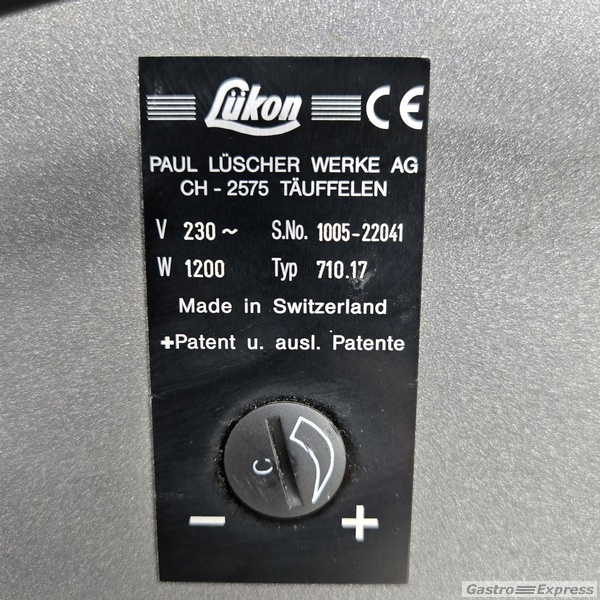 Lükon CE
PAUL LÜSCHER WERKE AG
CH - 2575 TÄUFFELEN
V 230 ~ S.No. 1005-22041
W 1200 Typ 710.17
Made in Switzerland
+Patent u. ausl. Patente
C
- +
Gastro Express